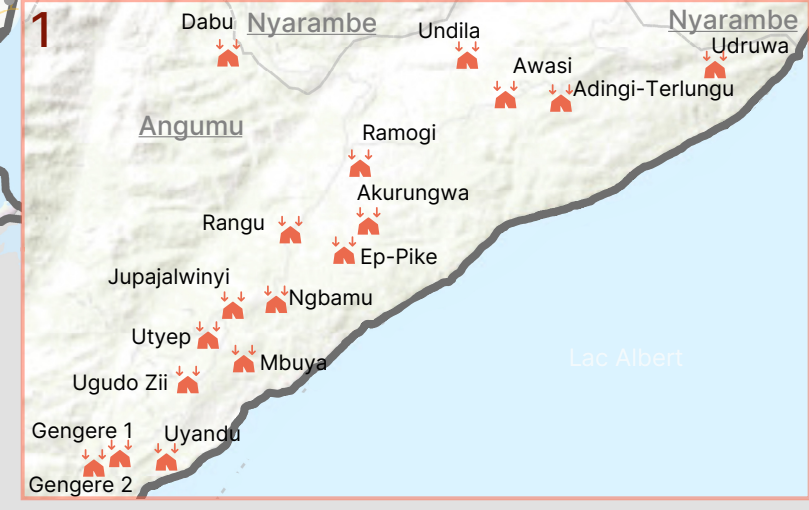 1
Dabu
Nyarambe
Undila
Nyarambe
Udruwa
Awasi
Adingi-Terlungu
Angumu
Ramogi
Akurungwa
Rangu
Ep-Pike
Jupajalwinyi
Ngbamu
Utyep
Mbuya
Lac Albert
Ugudo Zii
Gengere 1
Uyandu
Gengere 2